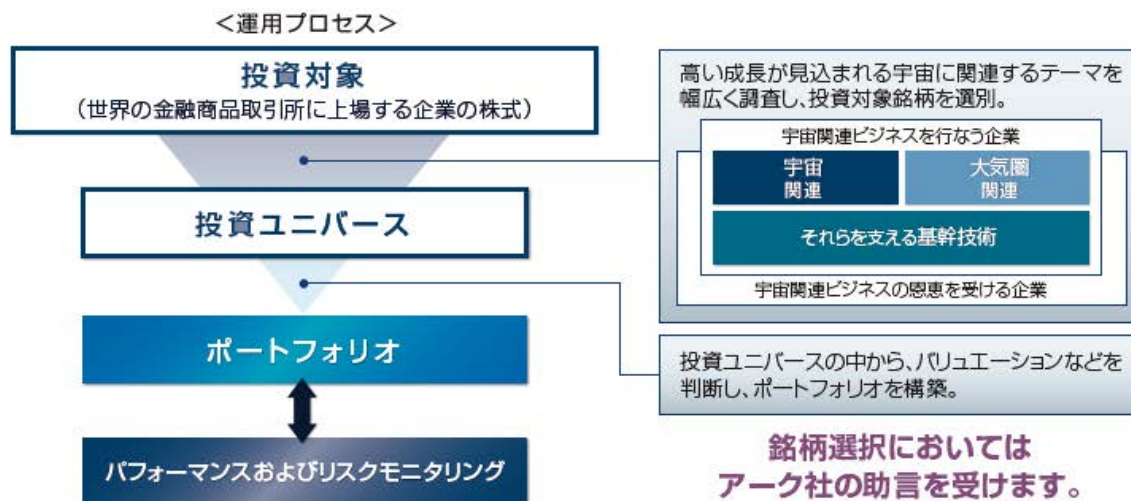 ＜運用プロセス＞
投資対象
（世界の金融商品取引所に上場する企業の株式）
投資ユニバース
ポートフォリオ
パフォーマンスおよびリスクモニタリング
高い成長が見込まれる宇宙に関連するテーマを
幅広く調査し、投資対象銘柄を選別。
宇宙関連ビジネスを行なう企業
宇宙
関連
大気圏
関連
それらを支える基幹技術
宇宙関連ビジネスの恩恵を受ける企業
投資ユニバースの中から、バリュエーションなどを
判断し、ポートフォリオを構築。
銘柄選択においては
アーク社の助言を受けます。